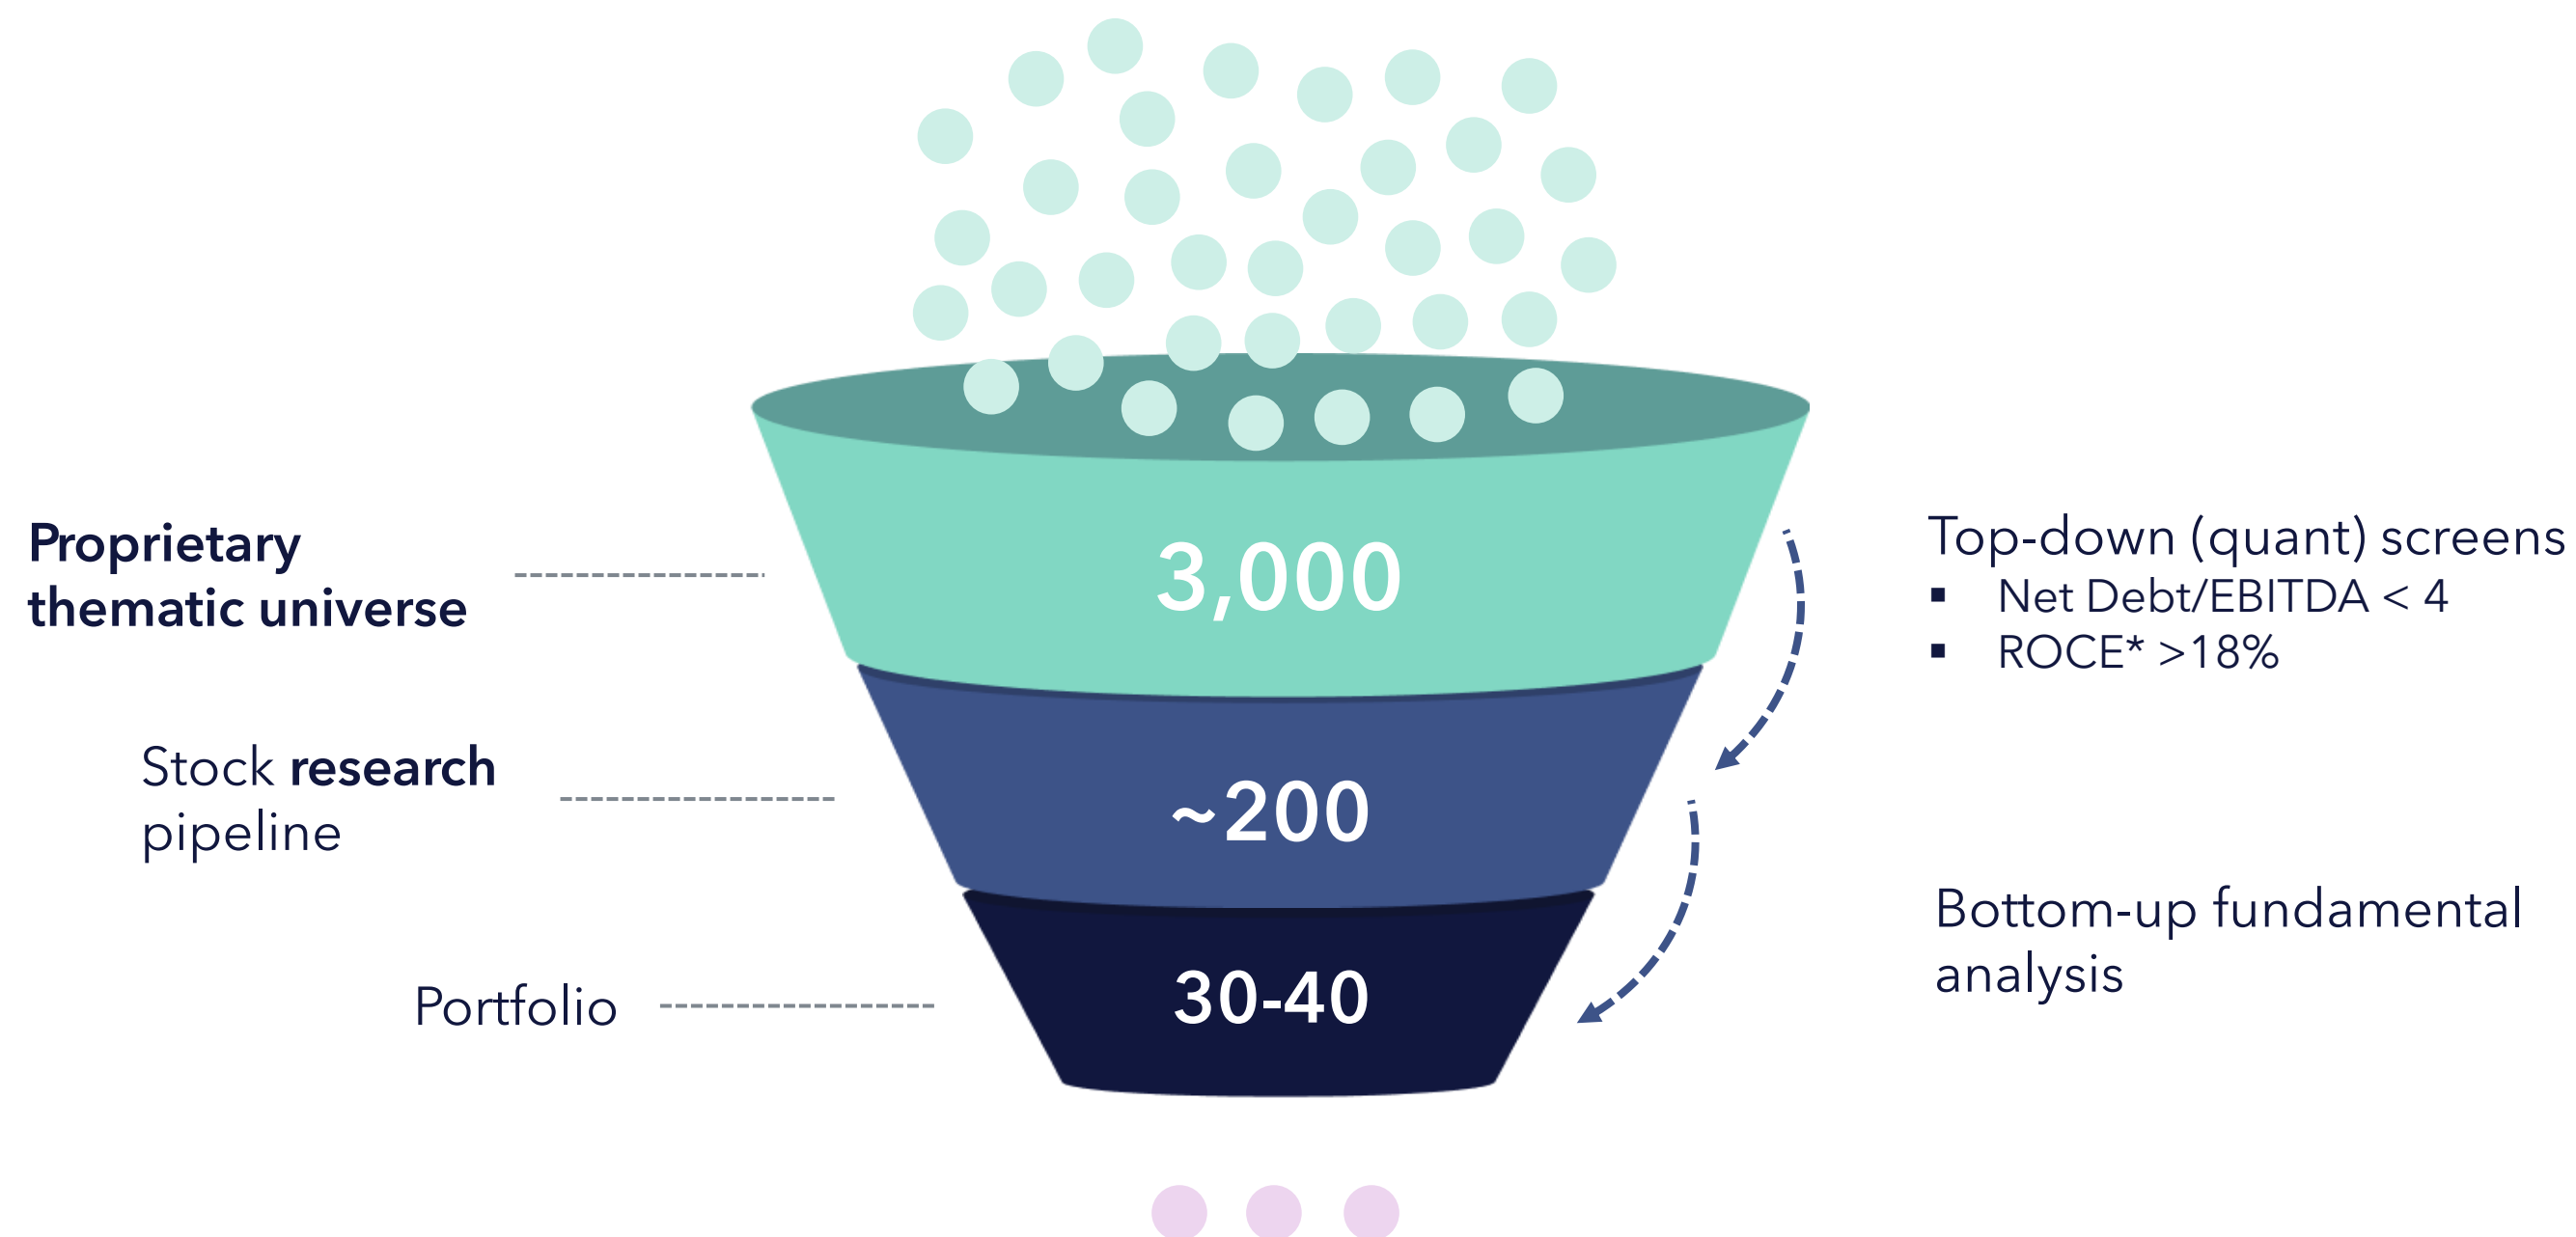 Proprietary
thematic universe
3,000
Top-down (quant) screens
▪ Net Debt/EBITDA < 4
▪ ROCE* >18%
Stock research
pipeline
~200
Bottom-up fundamental
analysis
Portfolio
30-40